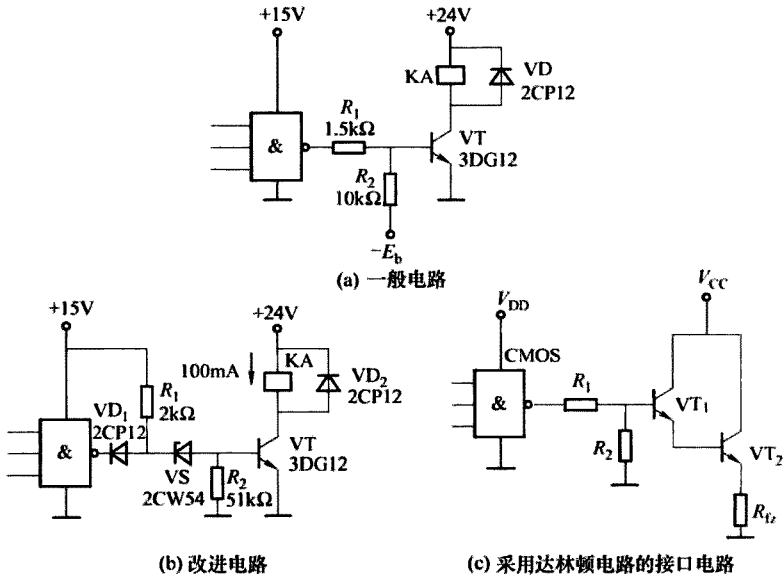 +15V
+24V
KA
VD
2CP12
&
R1
1.5kΩ
VT
3DG12
R2
10kΩ
-Eb
(a) 一般电路
+15V
+24V
100mA
KA
VD2
2CP12
R1
2kΩ
VD1
2CP12
&
VS
2CW54
R2
51kΩ
VT
3DG12
(b) 改进电路
VDD
VCC
CMOS
&
R1
R2
VT1
VT2
Rfz
(c) 采用达林顿电路的接口电路